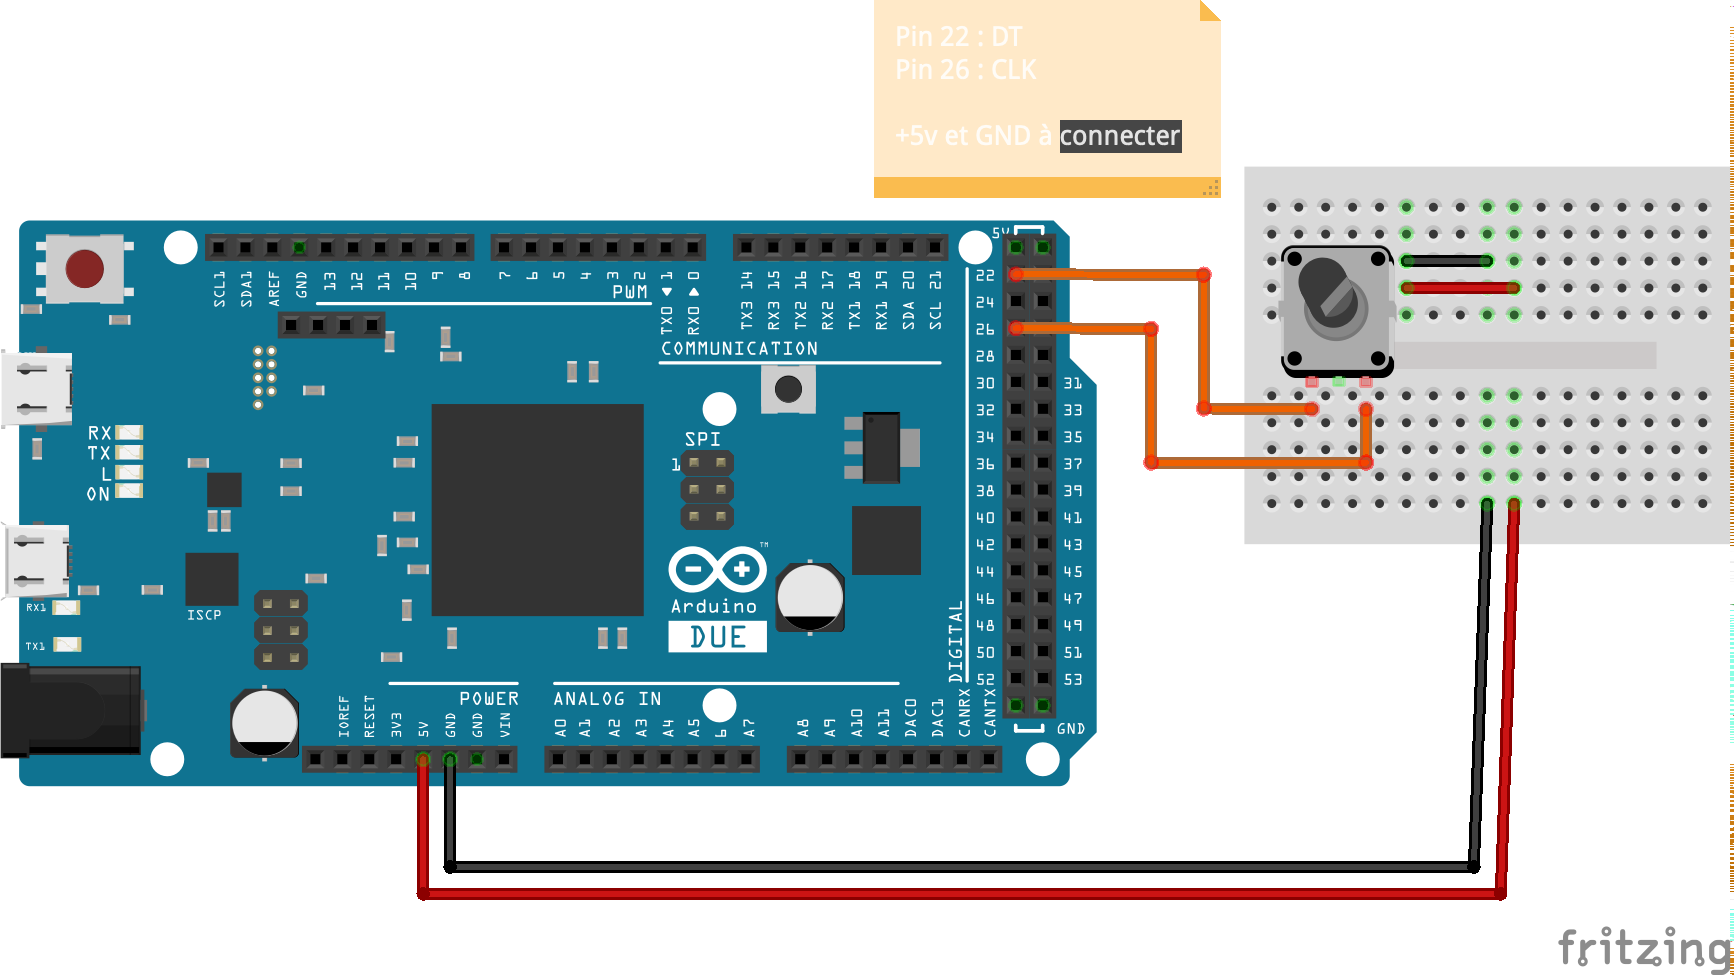 Pin 22 : DT
Pin 26 : CLK
+5v et GND à connecter
5V
SCL1 SDA1 AREF GND 13 12 11 10 9 8
7 6 5 4 3 2 TX0 1 RX0 0
PWM
TX3 14 RX3 15 TX2 16 RX2 17 TX1 18 RX1 19 SDA 20 SCL 21
COMMUNICATION
22
24
26
28
30 31
32 33
34 35
36 37
38 39
40 41
42 43
44 45
46 47
48 49
50 51
52 53
DIGITAL
GND
RX
TX
L
ON
SPI
1
ISCP
RX1
TX1
TM
Arduino
DUE
POWER
ANALOG IN
IOREF RESET 3V3 5V GND GND VIN
A0 A1 A2 A3 A4 A5 6 A7
A8 A9 A10 A11 DAC0 DAC1 CANRX CANTX
fritzing